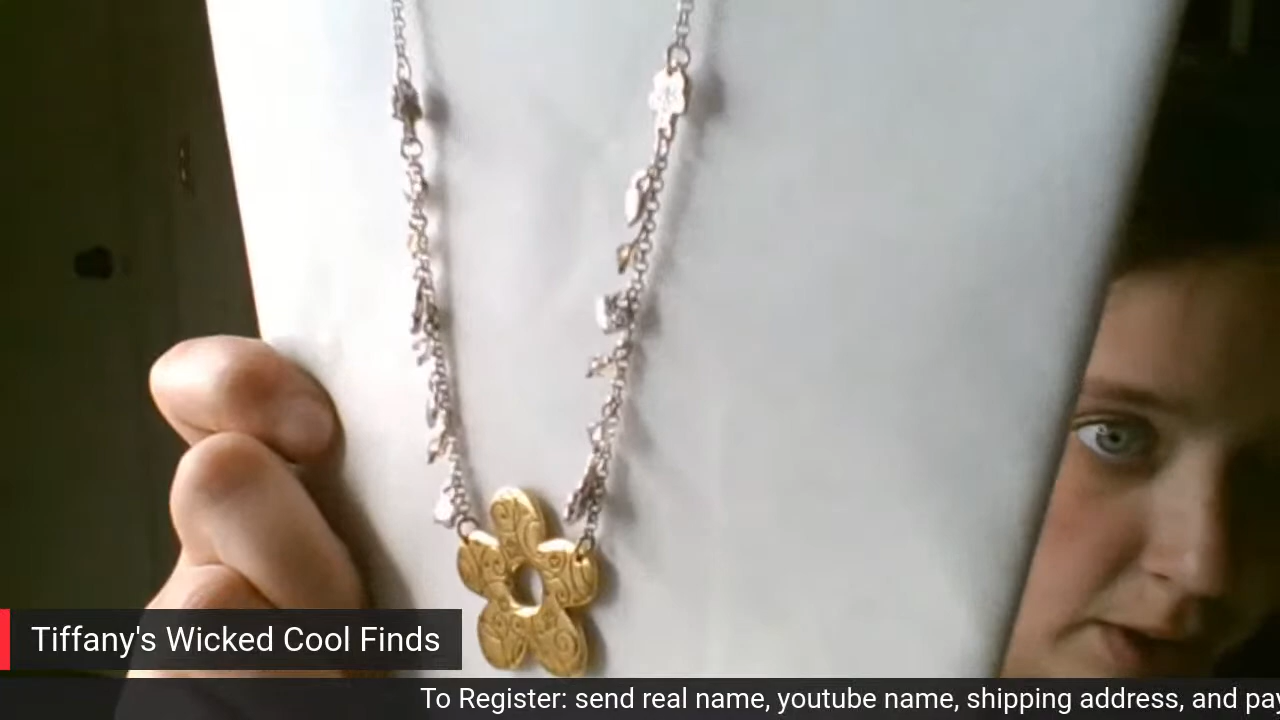 Tiffany's Wicked Cool Finds
To Register: send real name, youtube name, shipping address, and pay